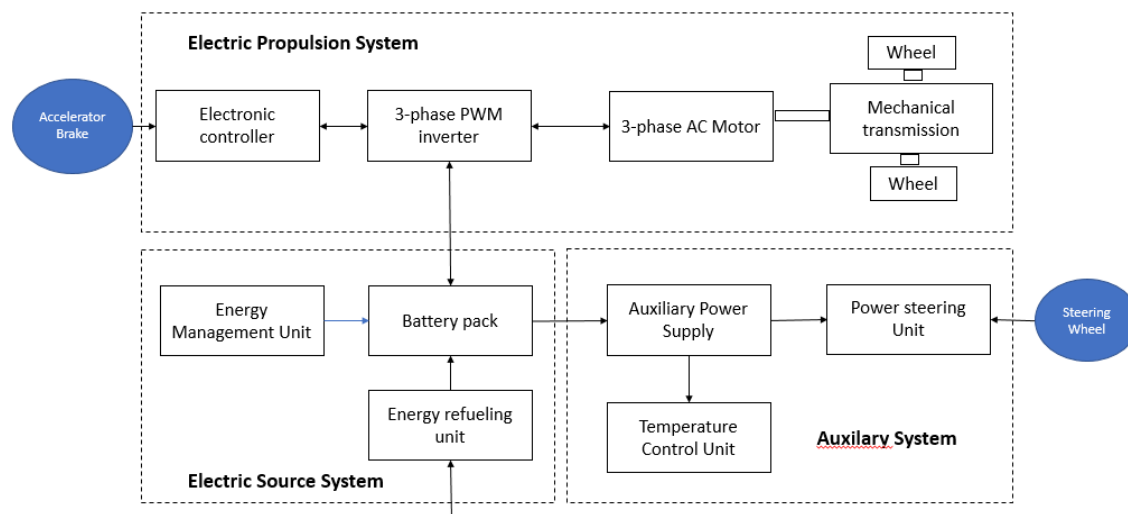 Electric Propulsion System
Wheel
Accelerator
Brake
Electronic
controller
3-phase PWM
inverter
3-phase AC Motor
Mechanical
transmission
Wheel
Energy
Management Unit
Battery pack
Auxiliary Power
Supply
Power steering
Unit
Steering
Wheel
Energy refueling
unit
Temperature
Control Unit
Auxilary System
Electric Source System